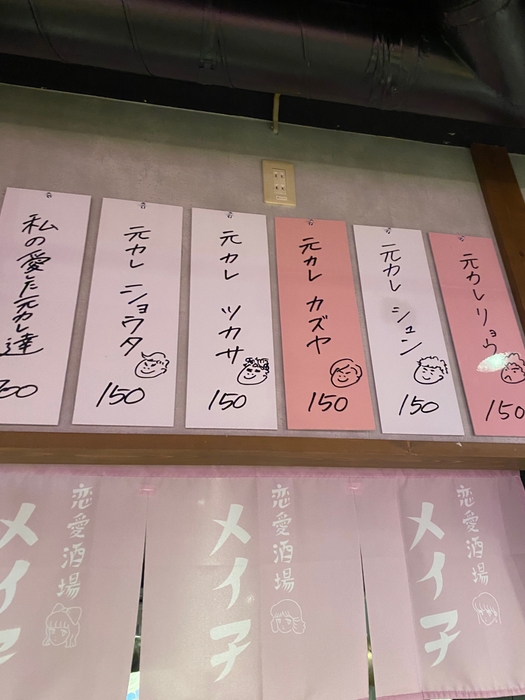 私の愛した元カレ達
元カレ ショウタ
150
元カレ ツカサ
150
元カレ カズヤ
150
元カレ シュン
150
元カレ リョウ
150
恋愛酒場
メイ子
恋愛酒場
メイ子
恋愛酒場
メイ子